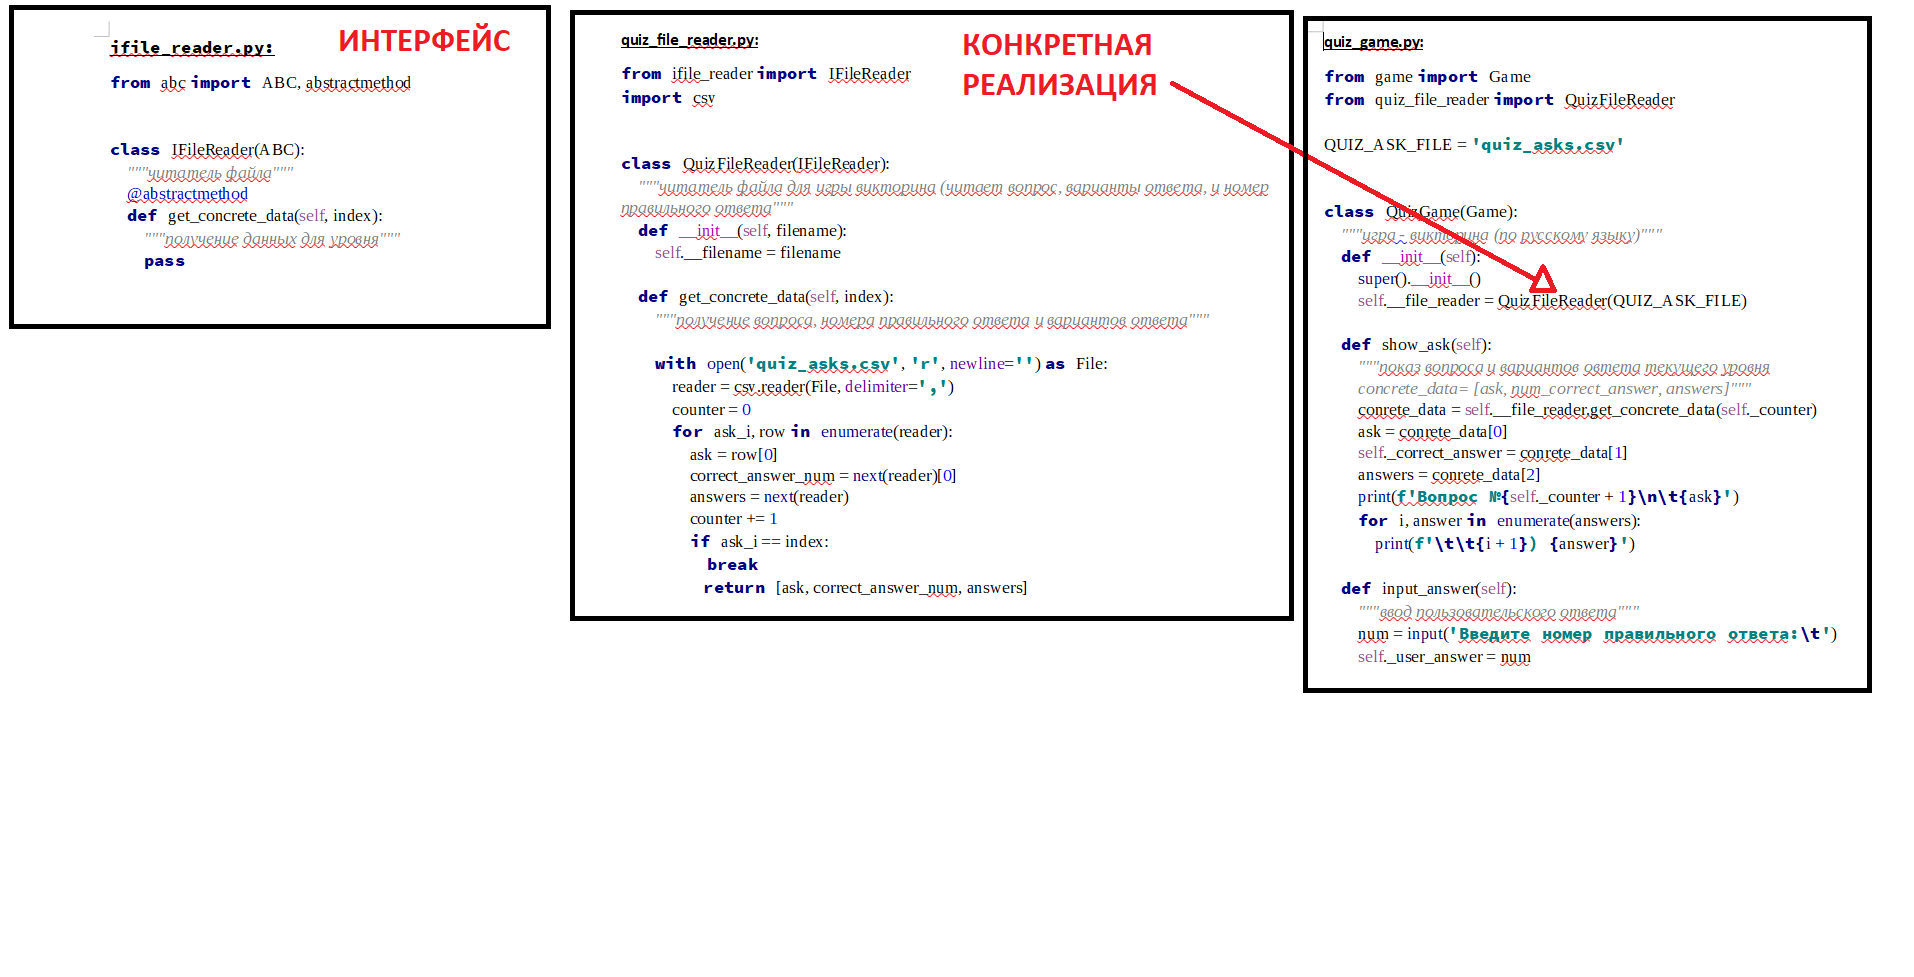 ifile_reader.py:
ИНТЕРФЕЙС
from abc import ABC, abstractmethod
class IFileReader(ABC):
"""читатель файла"""
@abstractmethod
def get_concrete_data(self, index):
"""получение данных для уровня"""
pass
quiz_file_reader.py:
КОНКРЕТНАЯ
РЕАЛИЗАЦИЯ
from ifile_reader import IFileReader
import csv
class QuizFileReader(IFileReader):
"""читатель файла для игры викторина (читает вопрос, варианты ответа, и номер
правильного ответа"""
def __init__(self, filename):
self.__filename = filename
def get_concrete_data(self, index):
"""получение вопроса, номера правильного ответа и вариантов ответа"""
with open('quiz_asks.csv', 'r', newline='') as File:
reader = csv.reader(File, delimiter=',')
counter = 0
for ask_i, row in enumerate(reader):
ask = row[0]
correct_answer_num = next(reader)[0]
answers = next(reader)
counter += 1
if ask_i == index:
break
return [ask, correct_answer_num, answers]
quiz_game.py:
from game import Game
from quiz_file_reader import QuizFileReader
QUIZ_ASK_FILE = 'quiz_asks.csv'
class QuizGame(Game):
"""игра - викторина (по русскому языку)"""
def __init__(self):
super().__init__()
self.__file_reader = QuizFileReader(QUIZ_ASK_FILE)
def show_ask(self):
"""показ вопроса и вариантов овтета текущего уровня
concrete_data= [ask, num_correct_answer, answers]"""
conrete_data = self.__file_reader.get_concrete_data(self._counter)
ask = conrete_data[0]
self._correct_answer = conrete_data[1]
answers = conrete_data[2]
print(f'Вопрос №{self._counter + 1}\n\t{ask}')
for i, answer in enumerate(answers):
print(f'\t\t{i + 1}) {answer}')
def input_answer(self):
"""ввод пользовательского ответа"""
num = input('Введите номер правильного ответа:\t')
self._user_answer = num